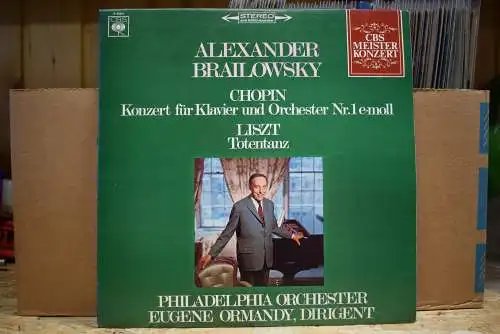 CBS
STEREO
CBS
MEISTER
KONZERT
ALEXANDER
BRAILOWSKY
CHOPIN
Konzert für Klavier und Orchester Nr.1 e-moll
LISZT
Totentanz
PHILADELPHIA ORCHESTER
EUGENE ORMANDY, DIRIGENT